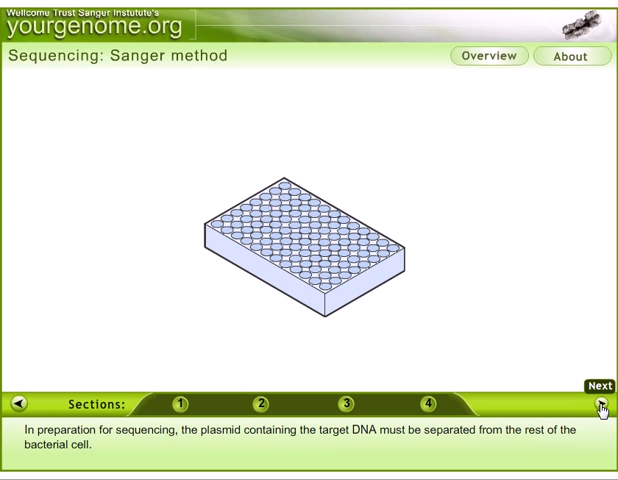 Wellcome Trust Sanger Instutute's
yourgenome.org
Sequencing: Sanger method
Overview
About
Next
Sections:
1
2
3
4
In preparation for sequencing, the plasmid containing the target DNA must be separated from the rest of the
bacterial cell.